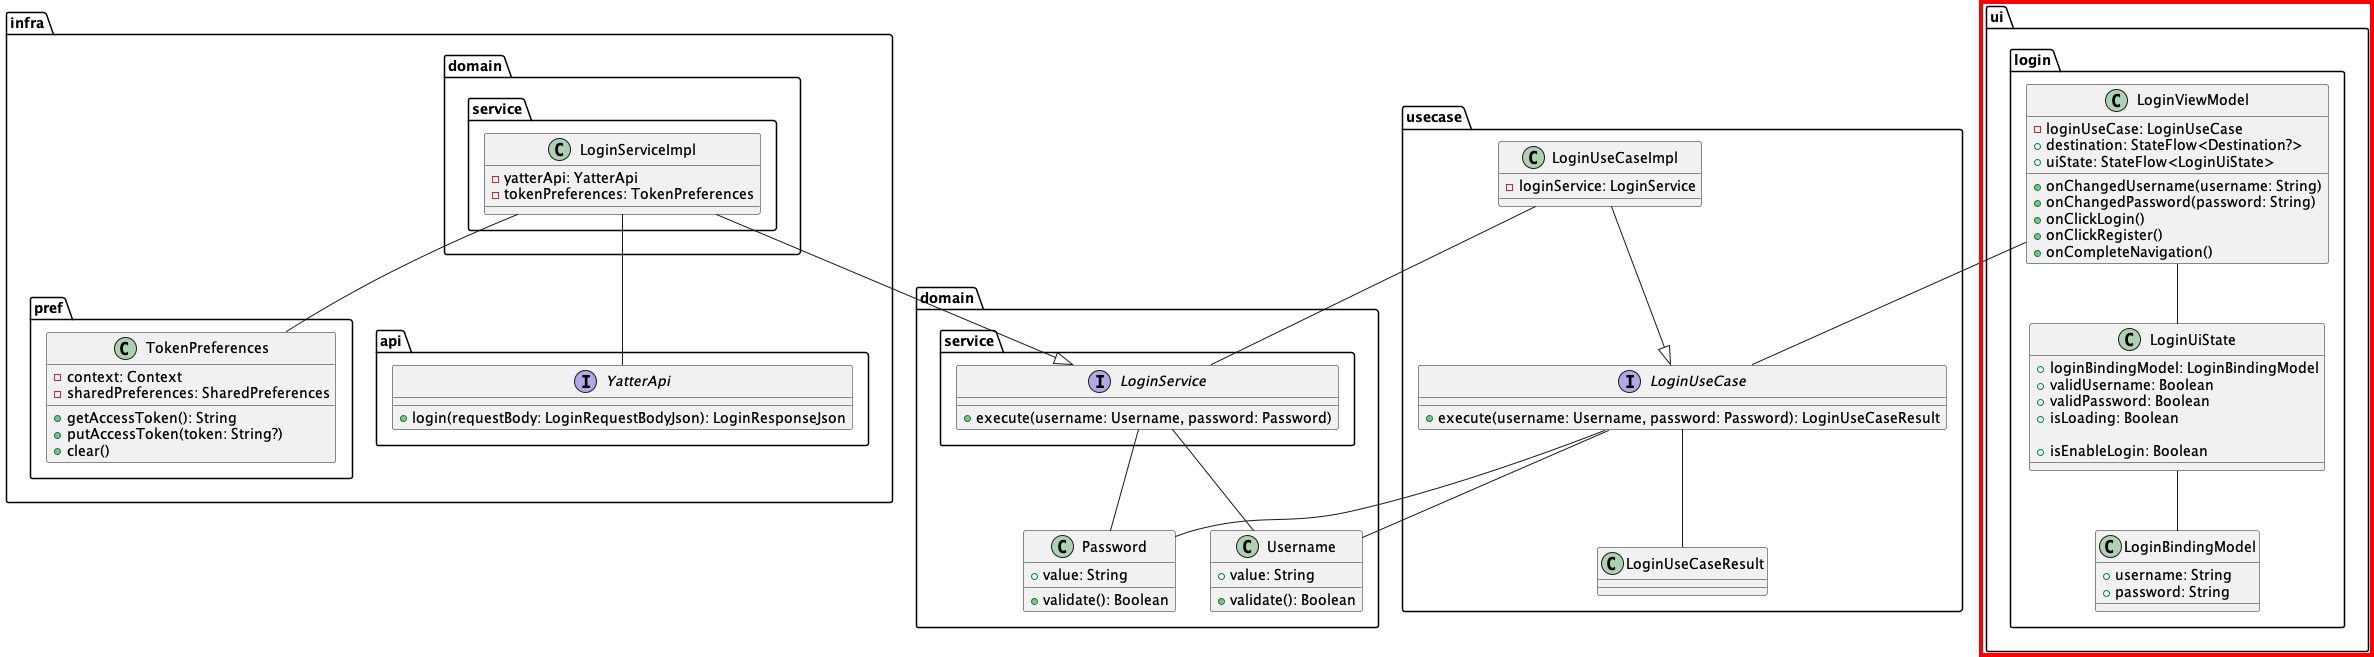 infra
domain
service
C LoginServiceImpl
yatterApi: YatterApi
tokenPreferences: TokenPreferences
pref
C TokenPreferences
context: Context
sharedPreferences: SharedPreferences
getAccessToken(): String
putAccessToken(token: String?)
clear()
api
I YatterApi
login(requestBody: LoginRequestBodyJson): LoginResponseJson
domain
service
I LoginService
execute(username: Username, password: Password)
C Password
value: String
validate(): Boolean
C Username
value: String
validate(): Boolean
usecase
C LoginUseCaseImpl
loginService: LoginService
I LoginUseCase
execute(username: Username, password: Password): LoginUseCaseResult
C LoginUseCaseResult
ui
login
C LoginViewModel
loginUseCase: LoginUseCase
destination: StateFlow<Destination?>
uiState: StateFlow<LoginUiState>
onChangedUsername(username: String)
onChangedPassword(password: String)
onClickLogin()
onClickRegister()
onCompleteNavigation()
C LoginUiState
loginBindingModel: LoginBindingModel
validUsername: Boolean
validPassword: Boolean
isLoading: Boolean
isEnableLogin: Boolean
C LoginBindingModel
username: String
password: String